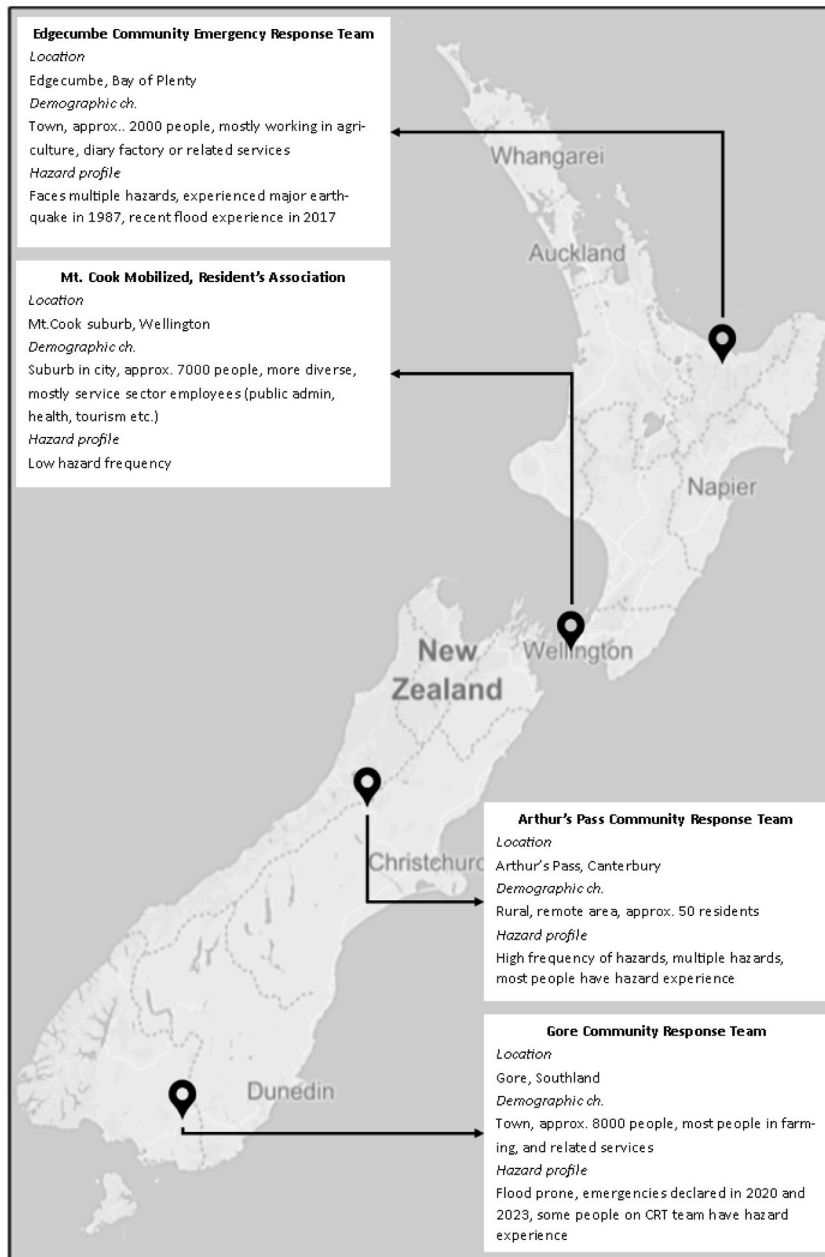 Edgecumbe Community Emergency Response Team
Location
Edgecumbe, Bay of Plenty
Demographic ch.
Town, approx.. 2000 people, mostly working in agri-
culture, diary factory or related services
Hazard profile
Faces multiple hazards, experienced major earth-
quake in 1987, recent flood experience in 2017
Mt. Cook Mobilized, Resident's Association
Location
Mt.Cook suburb, Wellington
Demographic ch.
Suburb in city, approx. 7000 people, more diverse,
mostly service sector employees (public admin,
health, tourism etc.)
Hazard profile
Low hazard frequency
Whangarei
Auckland
Napier
Wellington
New
Zealand
Christchurc
Dunedin
Arthur's Pass Community Response Team
Location
Arthur's Pass, Canterbury
Demographic ch.
Rural, remote area, approx. 50 residents
Hazard profile
High frequency of hazards, multiple hazards,
most people have hazard experience
Gore Community Response Team
Location
Gore, Southland
Demographic ch.
Town, approx. 8000 people, most people in farm-
ing, and related services
Hazard profile
Flood prone, emergencies declared in 2020 and
2023, some people on CRT team have hazard
experience